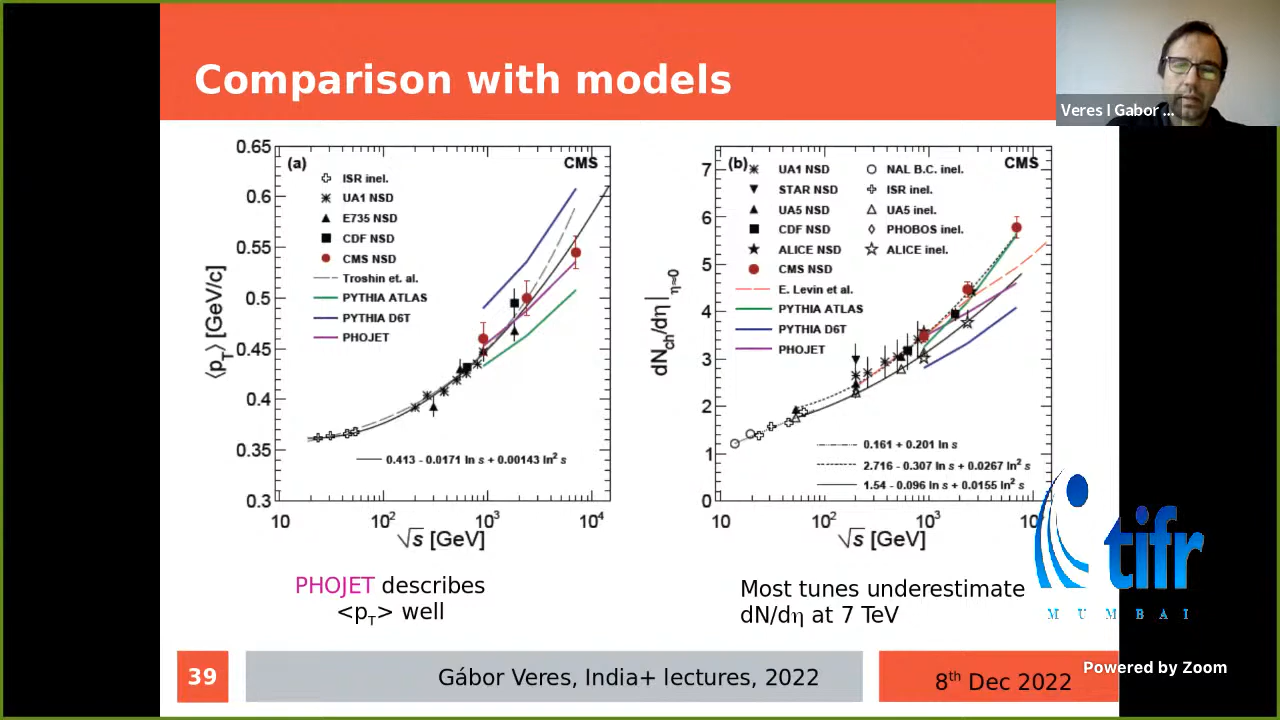 Comparison with models
Veres I Gabor ...
(a)
CMS
0.65
0.6
0.55
0.5
0.45
0.4
0.35
0.3
⟨pT⟩ [GeV/c]
ISR inel.
UA1 NSD
E735 NSD
CDF NSD
CMS NSD
Troshin et. al.
PYTHIA ATLAS
PYTHIA D6T
PHOJET
0.413 - 0.0171 ln s + 0.00143 ln² s
10 10² 10³ 10⁴
√s [GeV]
(b)
CMS
7
6
5
4
3
2
1
0
dNch/dη|η≈0
UA1 NSD
STAR NSD
UA5 NSD
CDF NSD
ALICE NSD
CMS NSD
E. Levin et al.
PYTHIA ATLAS
PYTHIA D6T
PHOJET
NAL B.C. inel.
ISR inel.
UA5 inel.
PHOBOS inel.
ALICE inel.
0.161 + 0.201 ln s
2.716 - 0.307 ln s + 0.0267 ln² s
1.54 - 0.096 ln s + 0.0155 ln² s
10 10² 10³
√s [GeV]
PHOJET describes
<pT> well
Most tunes underestimate
dN/dη at 7 TeV
tifr
MUMBAI
39
Gábor Veres, India+ lectures, 2022
8th Dec 2022
Powered by Zoom